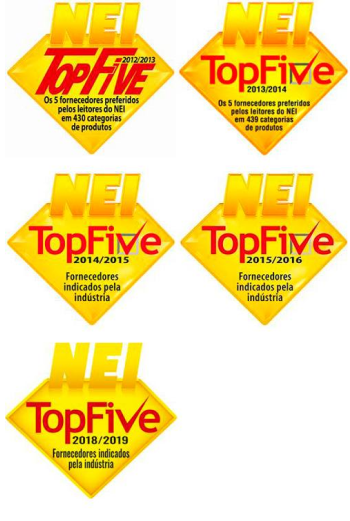 NEI
TopFive
2012/2013
Os 5 fornecedores preferidos
pelos leitores do NEI
em 430 categorias
de produtos
NEI
TopFive
2013/2014
Os 5 fornecedores preferidos
pelos leitores do NEI
em 439 categorias
de produtos
NEI
TopFive
2014/2015
Fornecedores
indicados pela
indústria
NEI
TopFive
2015/2016
Fornecedores
indicados pela
indústria
NEI
TopFive
2018/2019
Fornecedores indicados
pela indústria